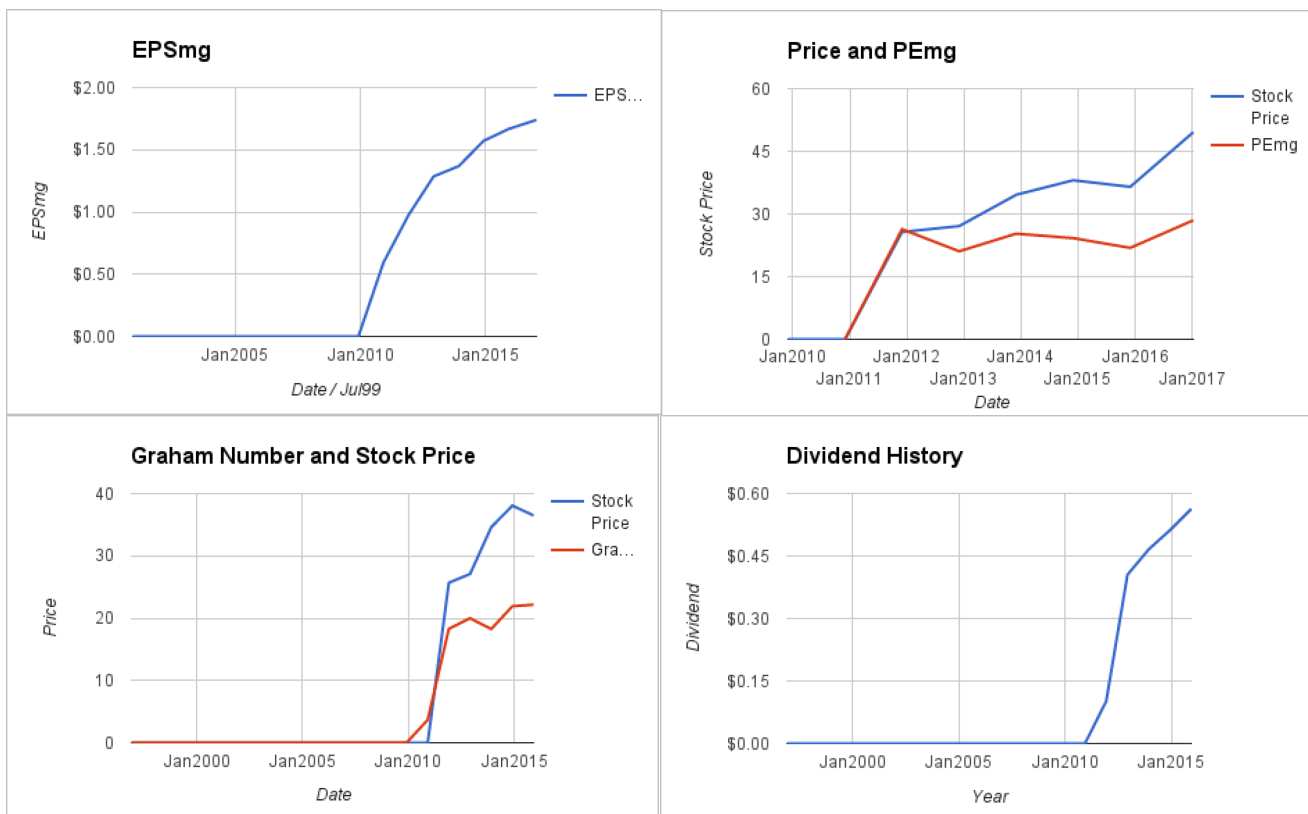 EPSmg
$2.00
$1.50
$1.00
$0.50
$0.00
EPSmg
EPS...
Jan2005
Jan2010
Jan2015
Date / Jul99
Price and PEmg
60
45
30
15
0
Stock Price
Stock
Price
PEmg
Jan2010
Jan2011
Jan2012
Jan2013
Jan2014
Jan2015
Jan2016
Jan2017
Date
Graham Number and Stock Price
40
30
20
10
0
Price
Stock
Price
Gra...
Jan2000
Jan2005
Jan2010
Jan2015
Date
Dividend History
$0.60
$0.45
$0.30
$0.15
$0.00
Dividend
Jan2000
Jan2005
Jan2010
Jan2015
Year